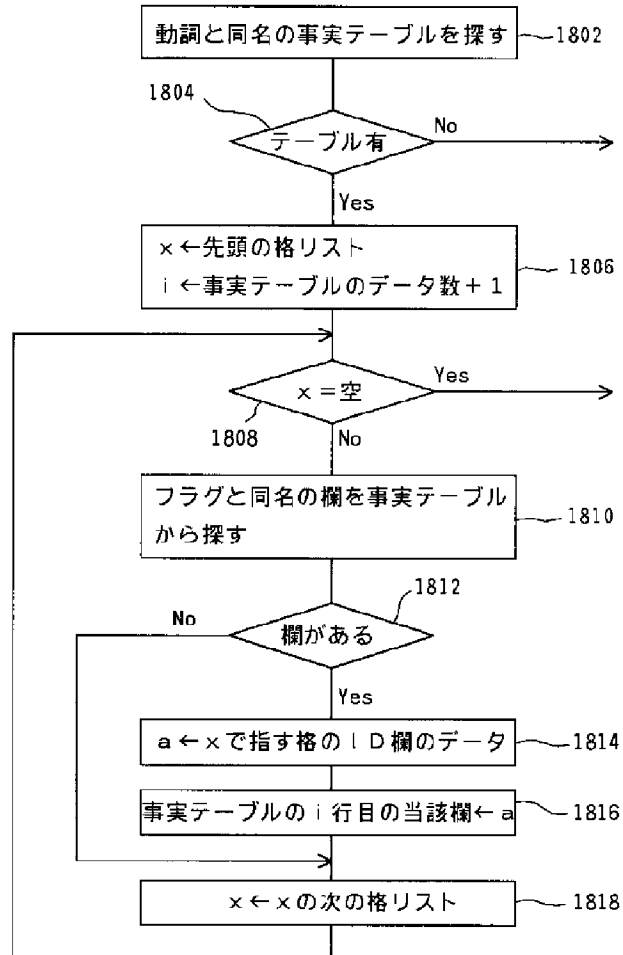 動詞と同名の事実テーブルを探す
1802
1804
テーブル有
No
Yes
x←先頭の格リスト
i←事実テーブルのデータ数+1
1806
x=空
Yes
1808
No
フラグと同名の欄を事実テーブル
から探す
1810
1812
No
欄がある
Yes
a←xで指す格のID欄のデータ
1814
事実テーブルのi行目の当該欄←a
1816
x←xの次の格リスト
1818